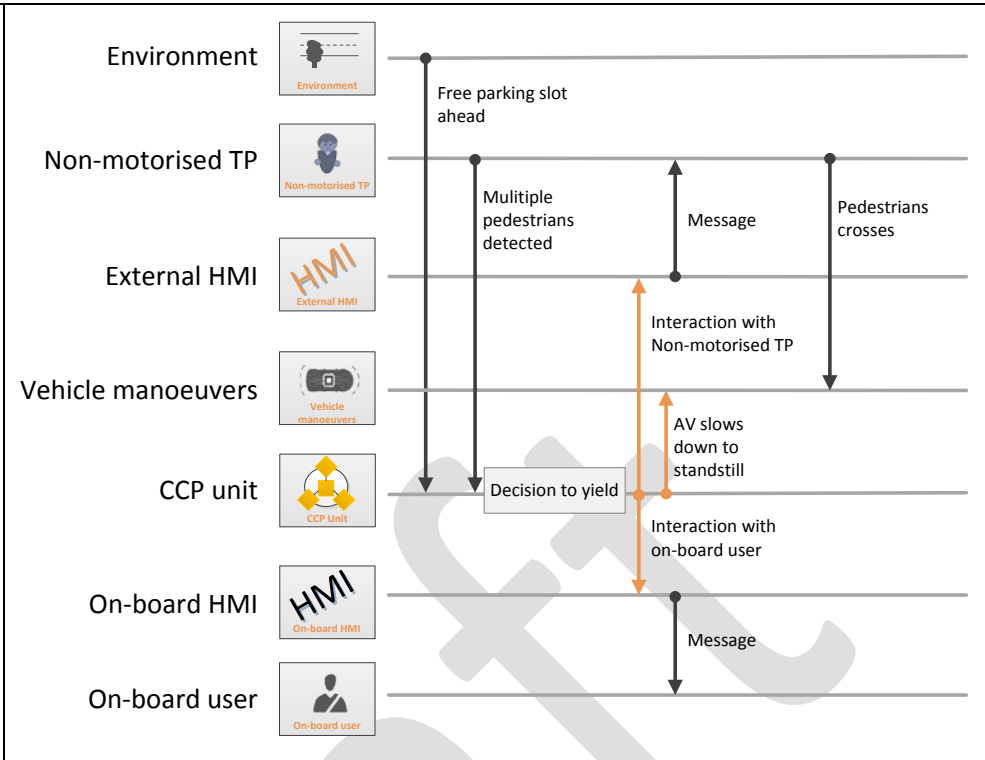 Environment
Environment
Free parking slot
ahead
Non-motorised TP
Non-motorised TP
Mulitiple
pedestrians
detected
Message
Pedestrians
crosses
External HMI
HMI
External HMI
Interaction with
Non-motorised TP
Vehicle manoeuvers
Vehicle
manoeuvers
AV slows
down to
standstill
CCP unit
CCP Unit
Decision to yield
Interaction with
on-board user
On-board HMI
HMI
On-board HMI
Message
On-board user
On-board user